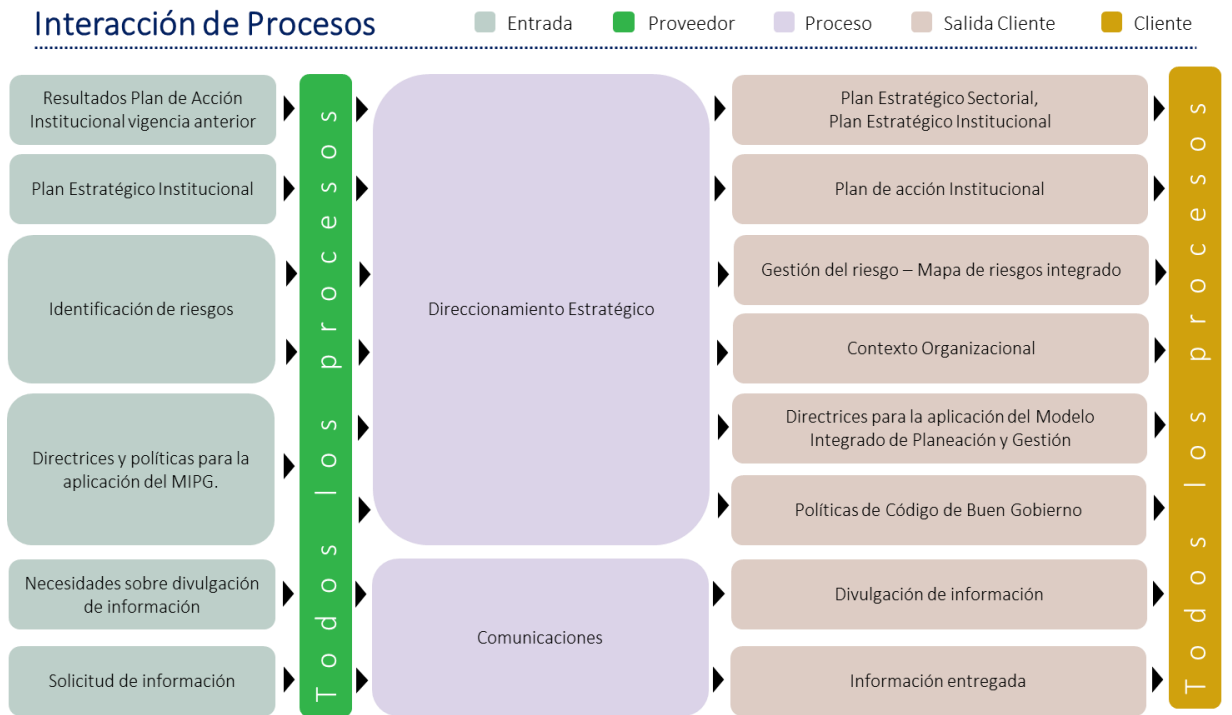 Interacción de Procesos
Entrada
Proveedor
Proceso
Salida Cliente
Cliente
Resultados Plan de Acción
Institucional vigencia anterior
Plan Estratégico Institucional
Identificación de riesgos
Directrices y políticas para la
aplicación del MIPG.
Necesidades sobre divulgación
de información
Solicitud de información
Todos los procesos
Direccionamiento Estratégico
Comunicaciones
Plan Estratégico Sectorial,
Plan Estratégico Institucional
Plan de acción Institucional
Gestión del riesgo – Mapa de riesgos integrado
Contexto Organizacional
Directrices para la aplicación del Modelo
Integrado de Planeación y Gestión
Políticas de Código de Buen Gobierno
Divulgación de información
Información entregada
Todos los procesos